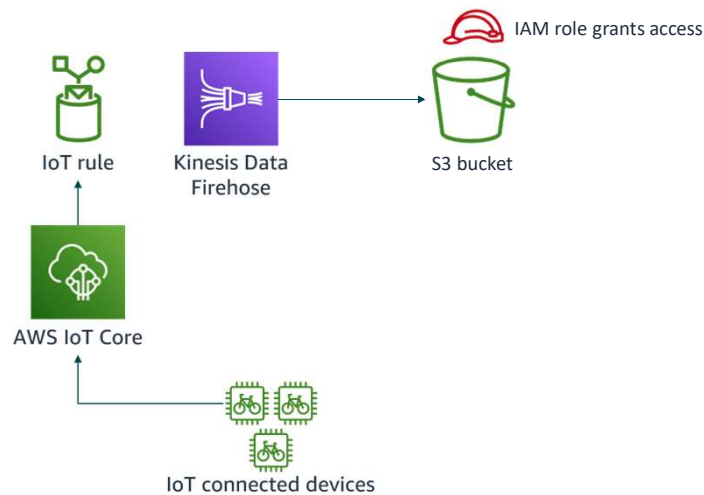 IAM role grants access
IoT rule
Kinesis Data
Firehose
S3 bucket
AWS IoT Core
IoT connected devices